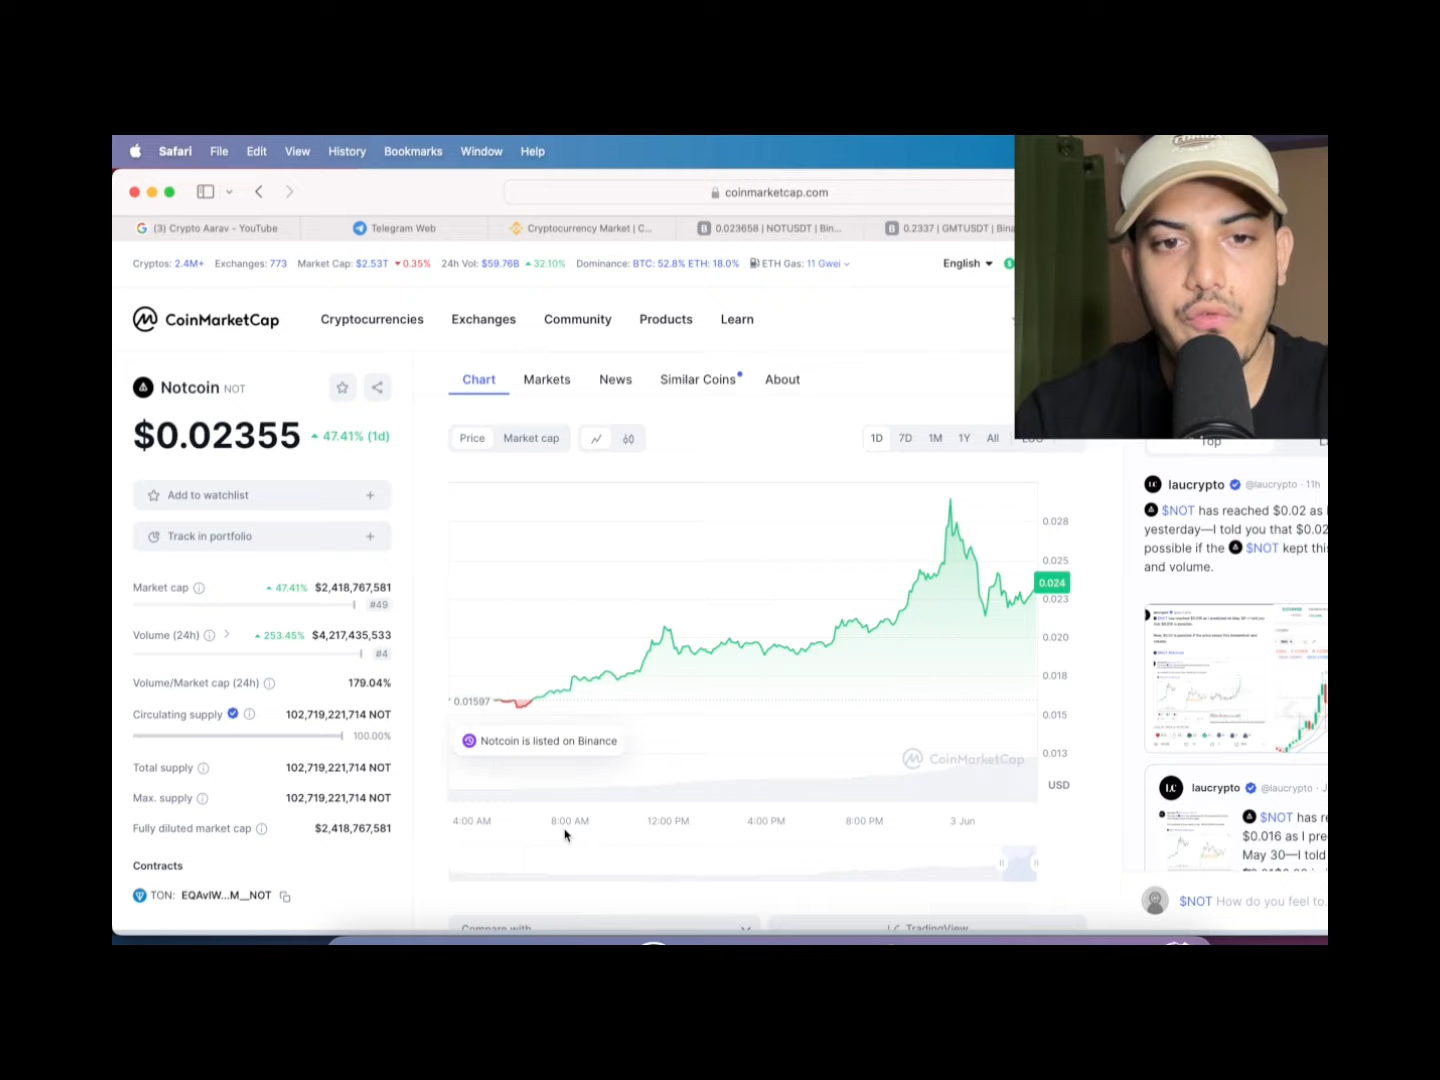 Safari File Edit View History Bookmarks Window Help
coinmarketcap.com
(3) Crypto Aarav - YouTube Telegram Web Cryptocurrency Market | C... 0.023658 | NOTUSDT | Bin... 0.2337 | GMTUSDT | Bina
Cryptos: 2.4M+ Exchanges: 773 Market Cap: $2.53T 0.35% 24h Vol: $59.76B 32.10% Dominance: BTC: 52.8% ETH: 18.0% ETH Gas: 11 Gwei English
CoinMarketCap Cryptocurrencies Exchanges Community Products Learn
Notcoin NOT
$0.02355 47.41% (1d)
Add to watchlist +
Track in portfolio +
Market cap 47.41% $2,418,767,581
#49
Volume (24h) 253.45% $4,217,435,533
#4
Volume/Market cap (24h) 179.04%
Circulating supply 102,719,221,714 NOT
100.00%
Total supply 102,719,221,714 NOT
Max. supply 102,719,221,714 NOT
Fully diluted market cap $2,418,767,581
Contracts
TON: EQAvlW...M__NOT
Chart Markets News Similar Coins About
Price Market cap 1D 7D 1M 1Y All LOG
0.028
0.025
0.024
0.023
0.020
0.018
0.01597
0.015
Notcoin is listed on Binance
0.013
CoinMarketCap
USD
4:00 AM 8:00 AM 12:00 PM 4:00 PM 8:00 PM 3 Jun
Compare with TradingView
Top
laucrypto @laucrypto · 11h
$NOT has reached $0.02 as I
yesterday—I told you that $0.02
possible if the $NOT kept this
and volume.
LC laucrypto @laucrypto
$NOT has re
$0.016 as I pre
May 30—I told
$NOT How do you feel to.